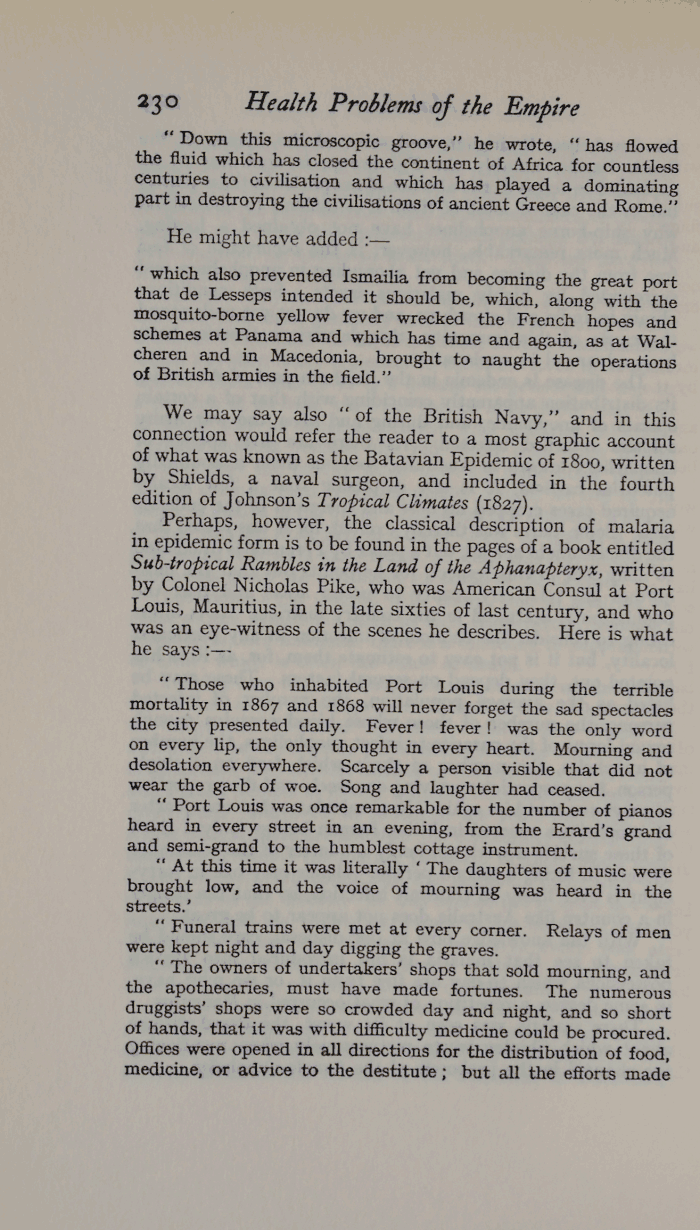 230 Health Problems of the Empire
“ Down this microscopic groove,” he wrote, “ has flowed
the fluid which has closed the continent of Africa for countless
centuries to civilisation and which has played a dominating
part in destroying the civilisations of ancient Greece and Rome.”
He might have added :—
“ which also prevented Ismailia from becoming the great port
that de Lesseps intended it should be, which, along with the
mosquito-borne yellow fever wrecked the French hopes and
schemes at Panama and which has time and again, as at Wal-
cheren and in Macedonia, brought to naught the operations
of British armies in the field.”
We may say also “ of the British Navy,” and in this
connection would refer the reader to a most graphic account
of what was known as the Batavian Epidemic of 1800, written
by Shields, a naval surgeon, and included in the fourth
edition of Johnson’s Tropical Climates (1827).
Perhaps, however, the classical description of malaria
in epidemic form is to be found in the pages of a book entitled
Sub-tropical Rambles in the Land of the Aphanapteryx, written
by Colonel Nicholas Pike, who was American Consul at Port
Louis, Mauritius, in the late sixties of last century, and who
was an eye-witness of the scenes he describes. Here is what
he says :—
“ Those who inhabited Port Louis during the terrible
mortality in 1867 and 1868 will never forget the sad spectacles
the city presented daily. Fever ! fever ! was the only word
on every lip, the only thought in every heart. Mourning and
desolation everywhere. Scarcely a person visible that did not
wear the garb of woe. Song and laughter had ceased.
“ Port Louis was once remarkable for the number of pianos
heard in every street in an evening, from the Erard’s grand
and semi-grand to the humblest cottage instrument.
“ At this time it was literally ‘ The daughters of music were
brought low, and the voice of mourning was heard in the
streets.’
“ Funeral trains were met at every corner. Relays of men
were kept night and day digging the graves.
“ The owners of undertakers’ shops that sold mourning, and
the apothecaries, must have made fortunes. The numerous
druggists’ shops were so crowded day and night, and so short
of hands, that it was with difficulty medicine could be procured.
Offices were opened in all directions for the distribution of food,
medicine, or advice to the destitute ; but all the efforts made